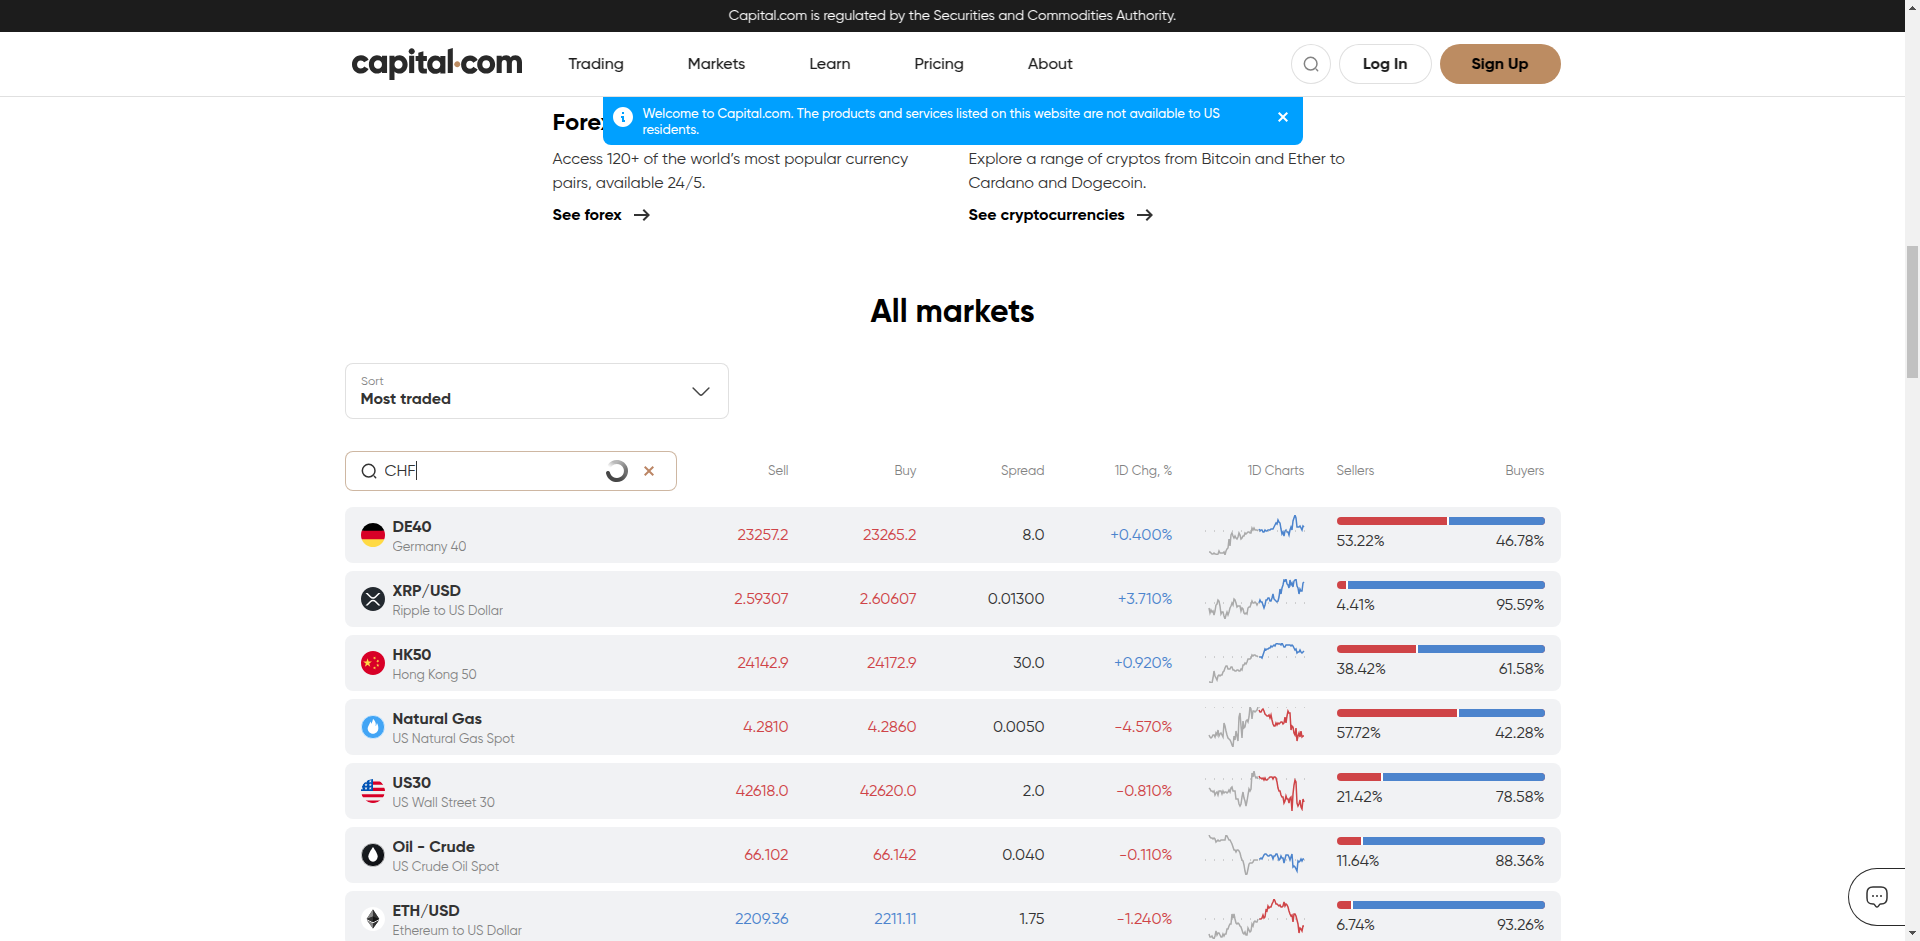 Capital.com is regulated by the Securities and Commodities Authority.
capital.com
Trading
Markets
Learn
Pricing
About
Log In
Sign Up
Welcome to Capital.com. The products and services listed on this website are not available to US
residents.
Forex
Access 120+ of the world's most popular currency
pairs, available 24/5.
See forex
Explore a range of cryptos from Bitcoin and Ether to
Cardano and Dogecoin.
See cryptocurrencies
All markets
Sort
Most traded
CHF
Sell
Buy
Spread
1D Chg, %
1D Charts
Sellers
Buyers
DE40
Germany 40
23257.2
23265.2
8.0
+0.400%
53.22%
46.78%
XRP/USD
Ripple to US Dollar
2.59307
2.60607
0.01300
+3.710%
4.41%
95.59%
HK50
Hong Kong 50
24142.9
24172.9
30.0
+0.920%
38.42%
61.58%
Natural Gas
US Natural Gas Spot
4.2810
4.2860
0.0050
-4.570%
57.72%
42.28%
US30
US Wall Street 30
42618.0
42620.0
2.0
-0.810%
21.42%
78.58%
Oil - Crude
US Crude Oil Spot
66.102
66.142
0.040
-0.110%
11.64%
88.36%
ETH/USD
Ethereum to US Dollar
2209.36
2211.11
1.75
-1.240%
6.74%
93.26%